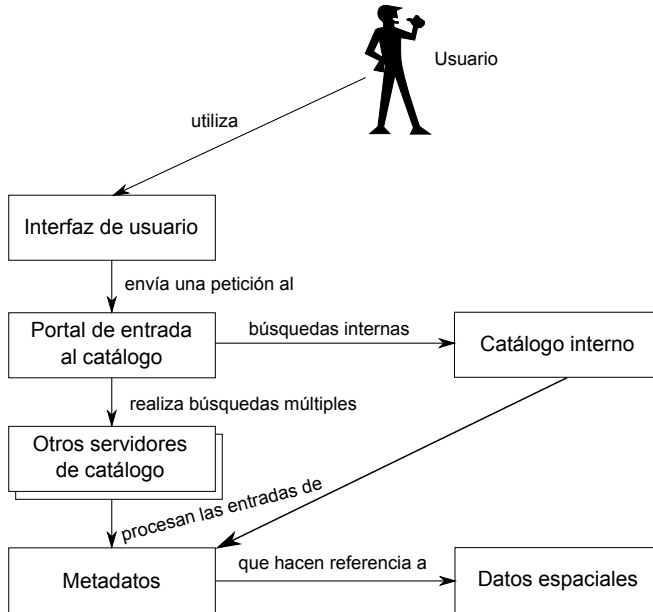 Usuario
utiliza
Interfaz de usuario
envía una petición al
Portal de entrada
al catálogo
búsquedas internas
Catálogo interno
realiza búsquedas múltiples
Otros servidores
de catálogo
procesan las entradas de
Metadatos
que hacen referencia a
Datos espaciales